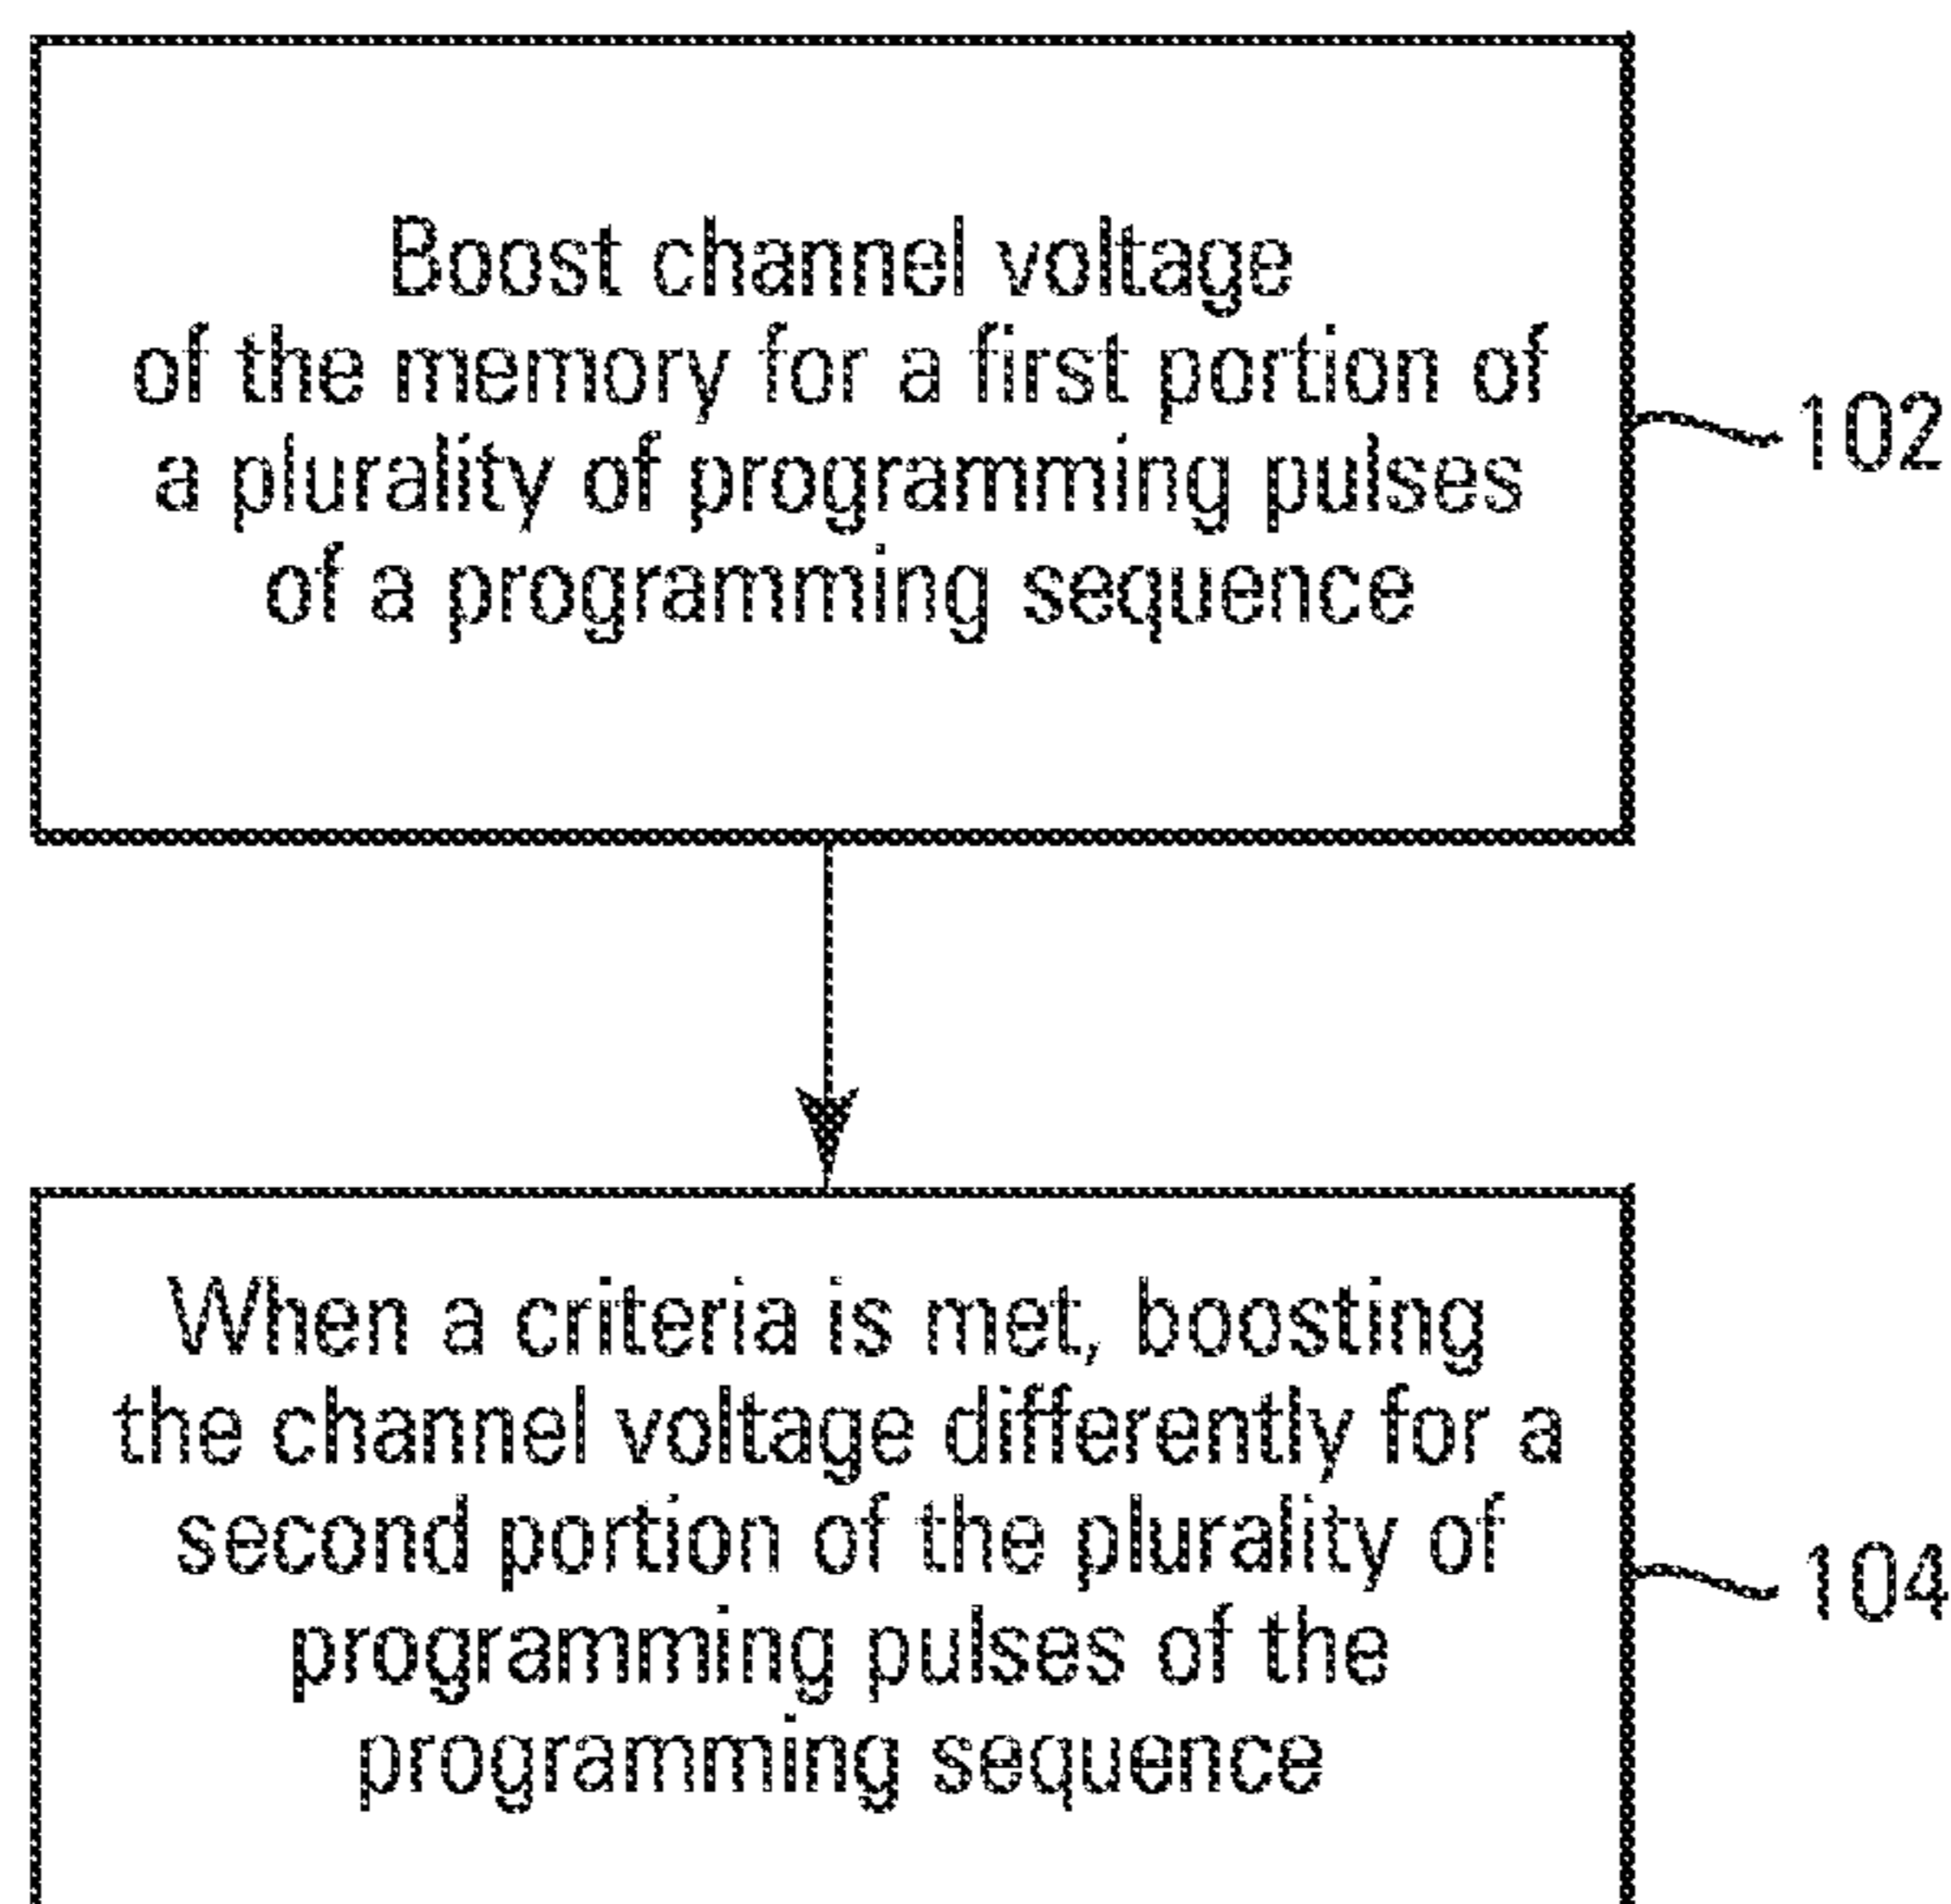 Boost channel voltage
of the memory for a first portion of
a plurality of programming pulses
of a programming sequence
102
When a criteria is met, boosting
the channel voltage differently for a
second portion of the plurality of
programming pulses of the
programming sequence
104